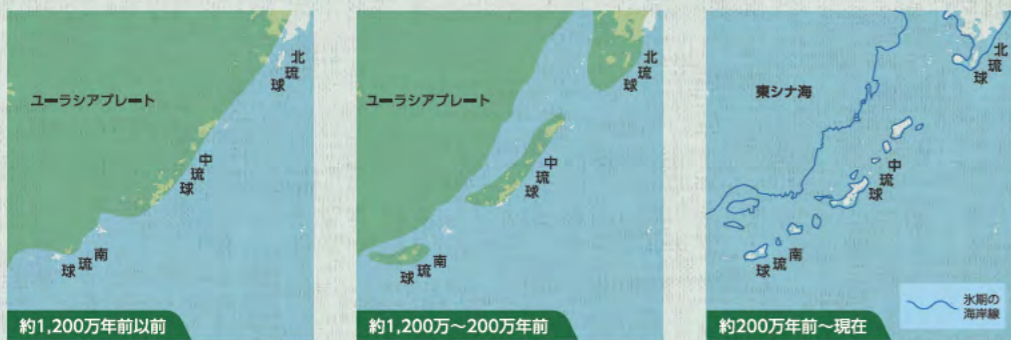 北琉球
ユーラシアプレート
中琉球
南琉球
約1,200万年前以前
北琉球
ユーラシアプレート
中琉球
南琉球
約1,200万〜200万年前
北琉球
東シナ海
中琉球
南琉球
氷期の
海岸線
約200万年前〜現在